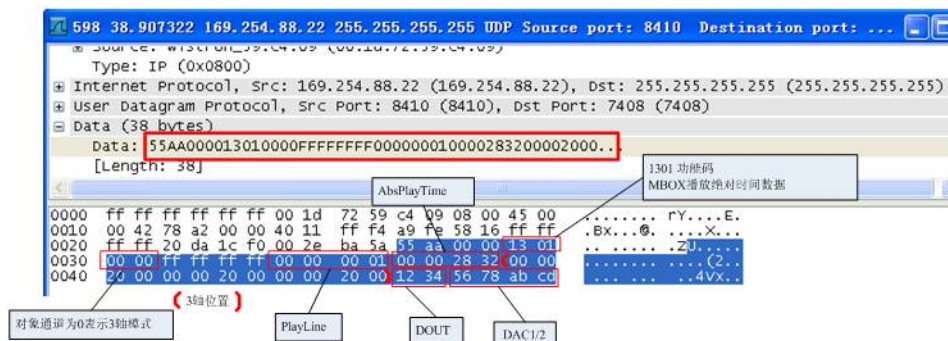 598 38.907322 169.254.88.22 255.255.255.255 UDP Source port: 8410 Destination port: ...
Type: IP (0x0800)
Internet Protocol, Src: 169.254.88.22 (169.254.88.22), Dst: 255.255.255.255 (255.255.255.255)
User Datagram Protocol, Src Port: 8410 (8410), Dst Port: 7408 (7408)
Data (38 bytes)
Data: 55AA000013010000FFFFFFFF000000010000283200002000...
[Length: 38]
1301 功能码
MBOX播放绝对时间数据
AbsPlayTime
0000 ff ff ff ff ff ff 00 1d 72 59 c4 09 08 00 45 00 ........ rY....E.
0010 00 42 78 a2 00 00 40 11 ff f4 a9 fe 58 16 ff ff .Bx...@. ....X...
0020 ff ff 20 da 1c f0 00 2e ba 5a 55 aa 00 00 13 01 .. ..... .ZU.....
0030 00 00 ff ff ff ff 00 00 00 01 00 00 28 32 00 00 ........ ....(2..
0040 20 00 00 00 20 00 00 00 20 00 12 34 56 78 ab cd ... ... ..4Vx..
(3轴位置)
对象通道为0表示3轴模式
PlayLine
DOUT
DAC1/2